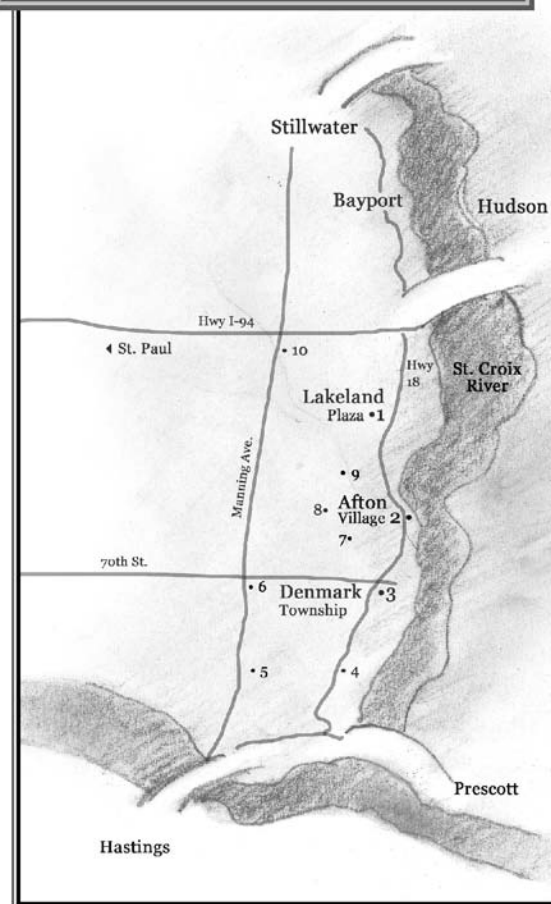 Stillwater
Bayport
Hudson
Hwy I-94
St. Paul
10
Hwy
18
St. Croix
River
Lakeland
Plaza
1
Manning Ave.
9
Afton
8
Village 2
7
70th St.
6
Denmark
3
Township
5
4
Prescott
Hastings